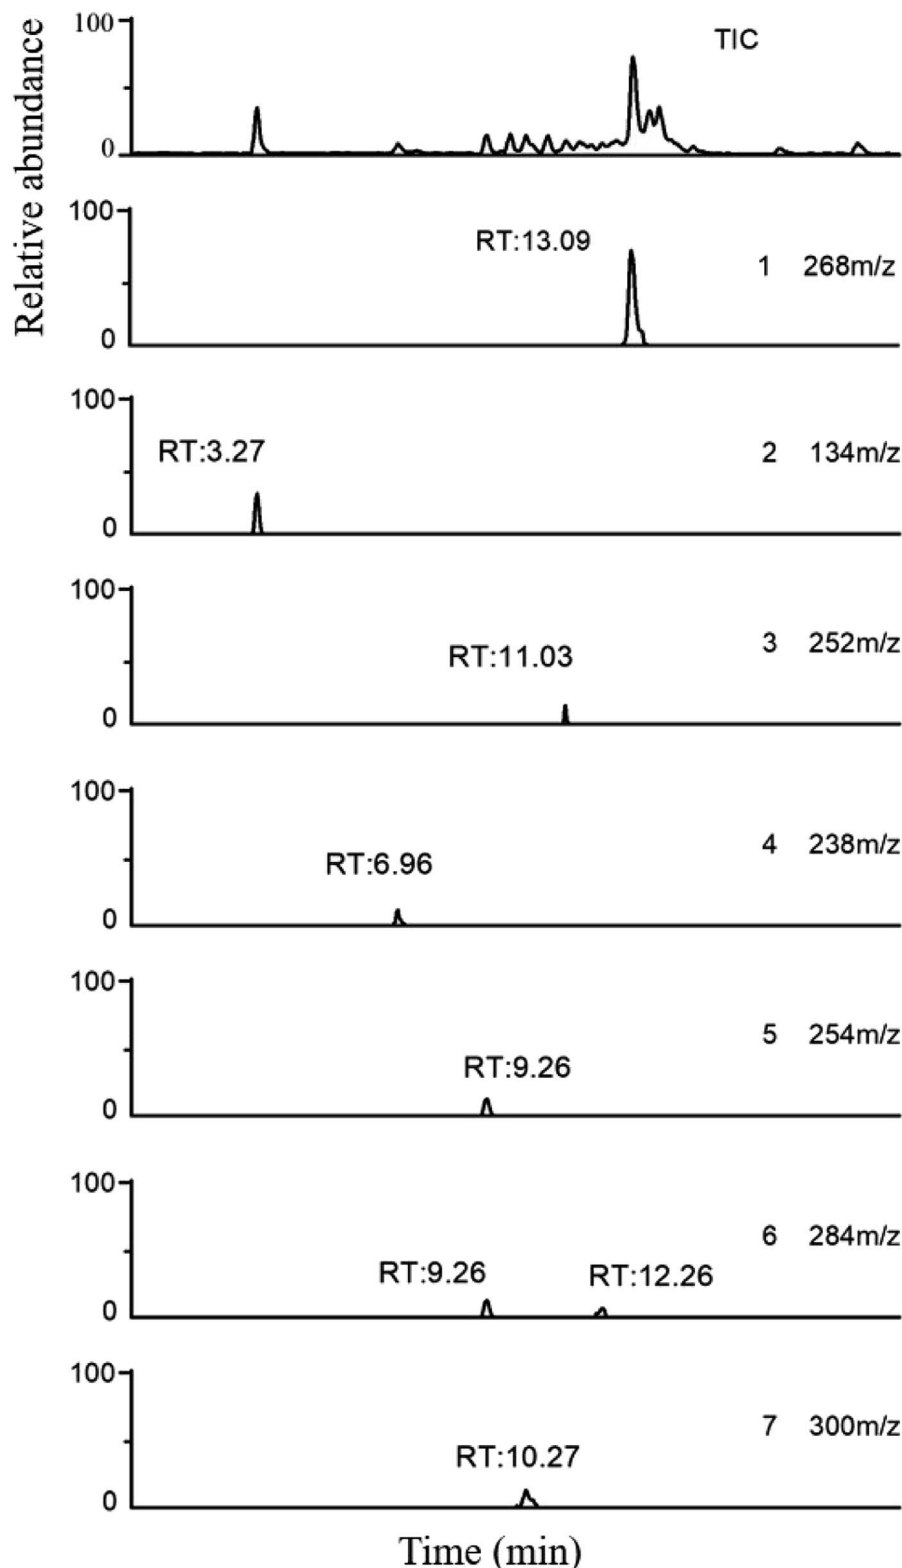 Relative abundance
100
0
TIC
100
0
RT:13.09
1 268m/z
100
0
RT:3.27
2 134m/z
100
0
RT:11.03
3 252m/z
100
0
RT:6.96
4 238m/z
100
0
RT:9.26
5 254m/z
100
0
RT:9.26
RT:12.26
6 284m/z
100
0
RT:10.27
7 300m/z
Time (min)